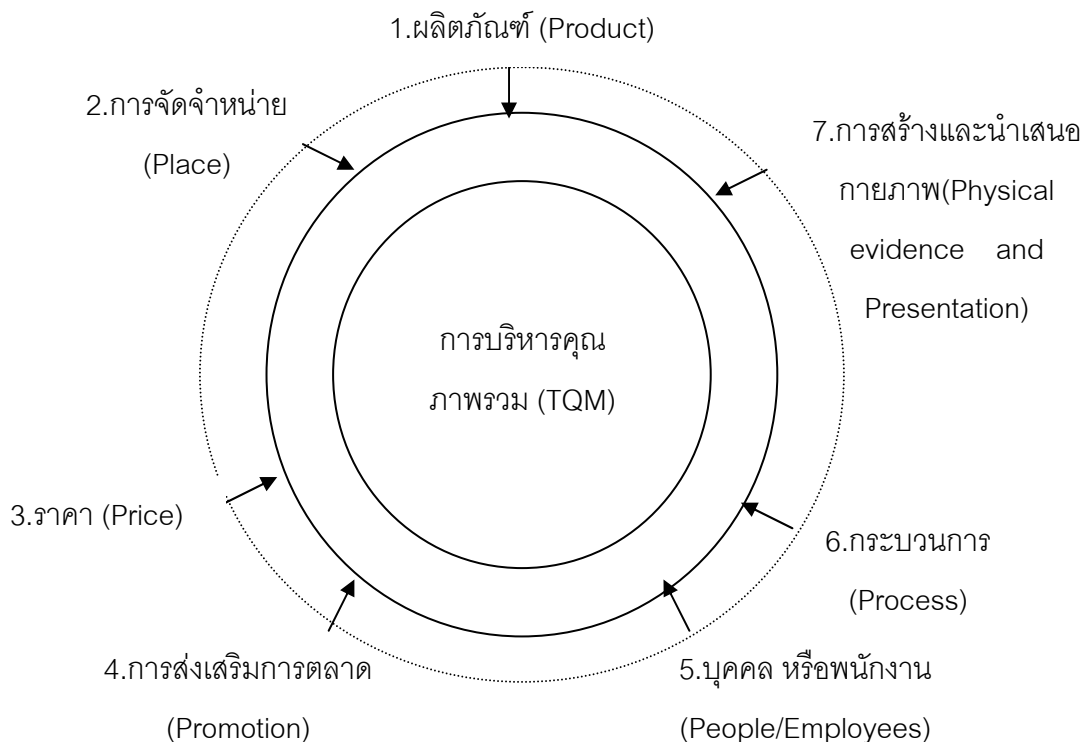 1.ผลิตภัณฑ์ (Product)
2.การจัดจำหน่าย
(Place)
7.การสร้างและนำเสนอ
กายภาพ(Physical
evidence and
Presentation)
การบริหารคุณ
ภาพรวม (TQM)
3.ราคา (Price)
6.กระบวนการ
(Process)
4.การส่งเสริมการตลาด
(Promotion)
5.บุคคล หรือพนักงาน
(People/Employees)